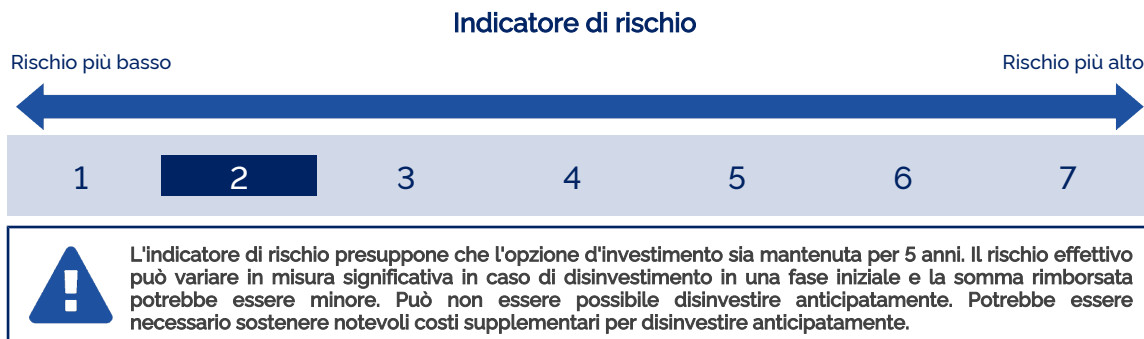 Indicatore di rischio
Rischio più basso
Rischio più alto
1 2 3 4 5 6 7
L'indicatore di rischio presuppone che l'opzione d'investimento sia mantenuta per 5 anni. Il rischio effettivo
può variare in misura significativa in caso di disinvestimento in una fase iniziale e la somma rimborsata
potrebbe essere minore. Può non essere possibile disinvestire anticipatamente. Potrebbe essere
necessario sostenere notevoli costi supplementari per disinvestire anticipatamente.